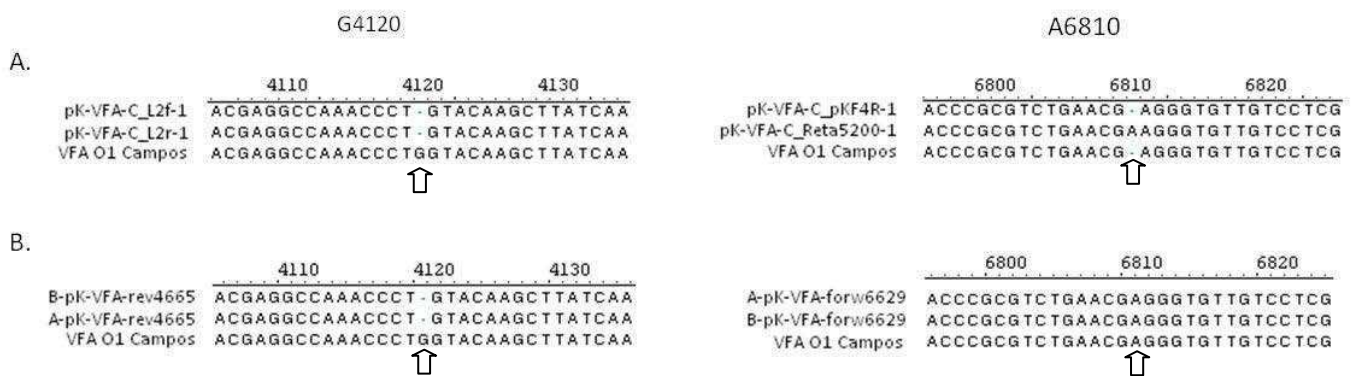 G4120
A6810
A.
4110 4120 4130
pK-VFA-C_L2f-1 ACGAGGCCAAACCCT-GTACAAGCTTATCAA
pK-VFA-C_L2r-1 ACGAGGCCAAACCCT-GTACAAGCTTATCAA
VFA O1 Campos ACGAGGCCAAACCCTGGTACAAGCTTATCAA
6800 6810 6820
pK-VFA-C_pKF4R-1 ACCCGCGTCTGAACG-AGGGTGTTGTCCTCG
pK-VFA-C_Reta5200-1 ACCCGCGTCTGAACGAAGGGTGTTGTCCTCG
VFA O1 Campos ACCCGCGTCTGAACG-AGGGTGTTGTCCTCG
B.
4110 4120 4130
B-pK-VFA-rev4665 ACGAGGCCAAACCCT-GTACAAGCTTATCAA
A-pK-VFA-rev4665 ACGAGGCCAAACCCT-GTACAAGCTTATCAA
VFA O1 Campos ACGAGGCCAAACCCTGGTACAAGCTTATCAA
6800 6810 6820
A-pK-VFA-forw6629 ACCCGCGTCTGAACGAGGGTGTTGTCCTCG
B-pK-VFA-forw6629 ACCCGCGTCTGAACGAGGGTGTTGTCCTCG
VFA O1 Campos ACCCGCGTCTGAACGAGGGTGTTGTCCTCG